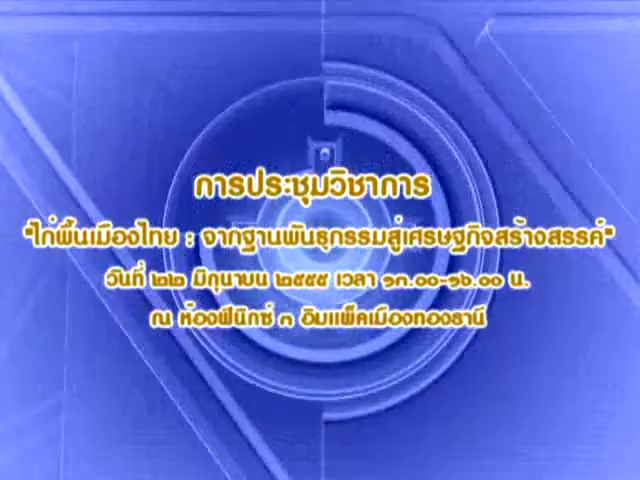 การประชุมวิชาการ
"ไก่พื้นเมืองไทย : จากฐานพันธุกรรมสู่เศรษฐกิจสร้างสรรค์"
วันที่ ๒๒ มิถุนายน ๒๕๕๕ เวลา ๑๓.๐๐-๑๖.๐๐ น.
ณ ห้องฟีนิกซ์ ๓ อิมแพ็คเมืองทองธานี